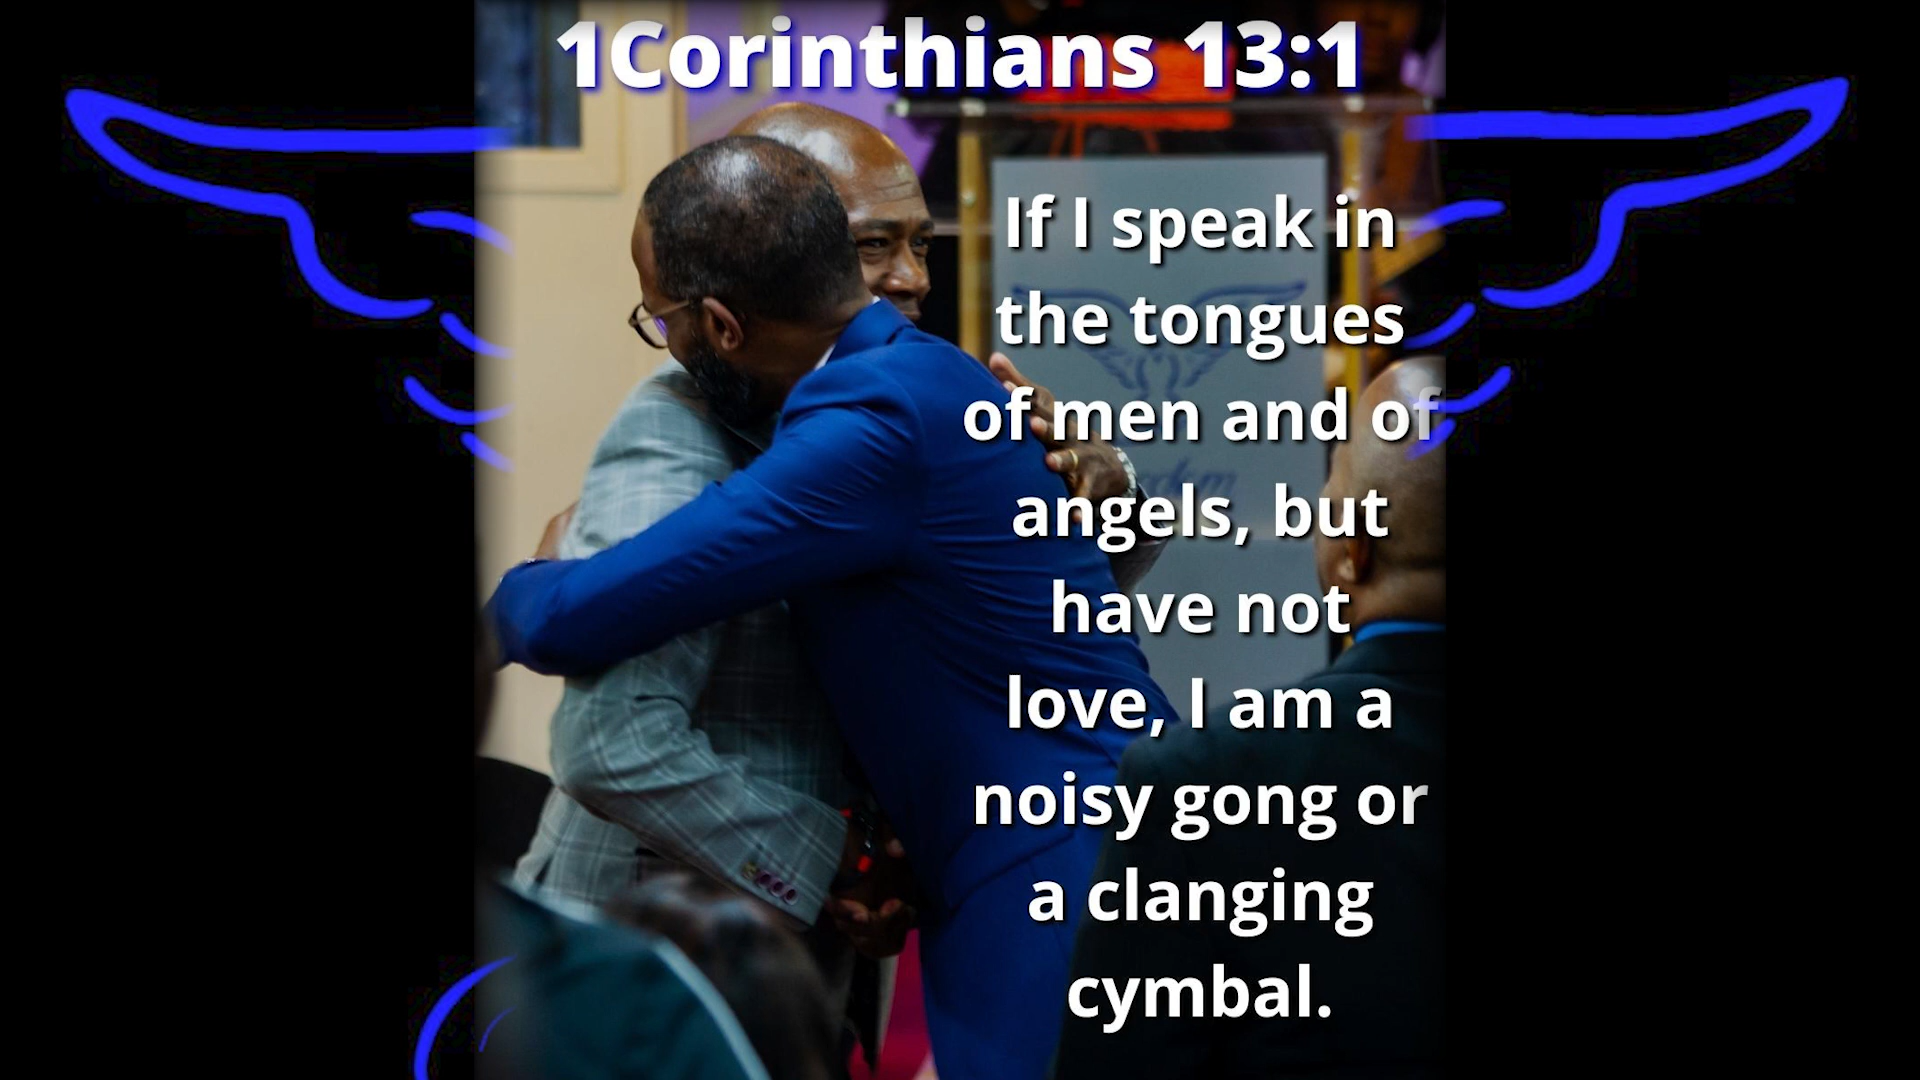 1Corinthians 13:1
If I speak in
the tongues
of men and of
angels, but
have not
love, I am a
noisy gong or
a clanging
cymbal.